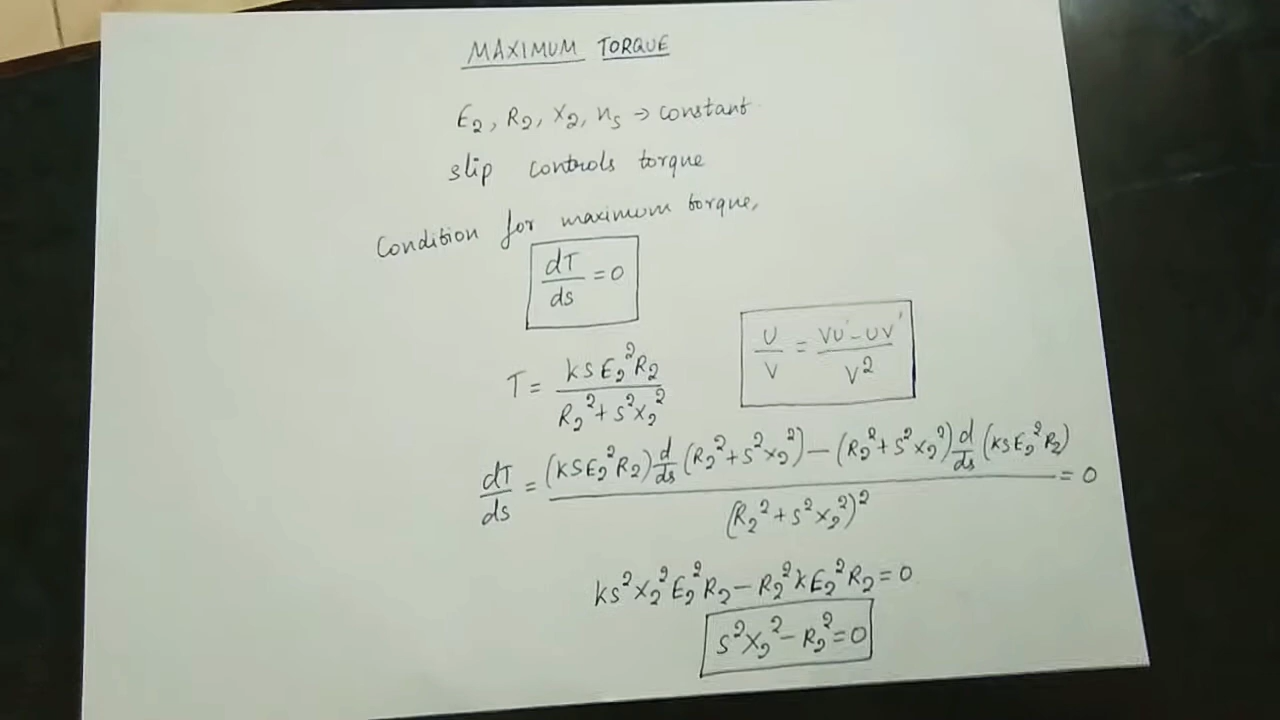 MAXIMUM TORQUE
E₂, R₂, X₂, nₛ → constant
slip controls torque
Condition for maximum torque,
dT/ds = 0
U/V = (VU' - UV')/V²
T = kSE₂²R₂/(R₂² + S²X₂²)
dT/ds = ((kSE₂²R₂) d/ds (R₂² + S²X₂²) - (R₂² + S²X₂²) d/ds (kSE₂²R₂))/(R₂² + S²X₂²)² = 0
kS²X₂²E₂²R₂ - R₂²kE₂²R₂ = 0
S²X₂² - R₂² = 0